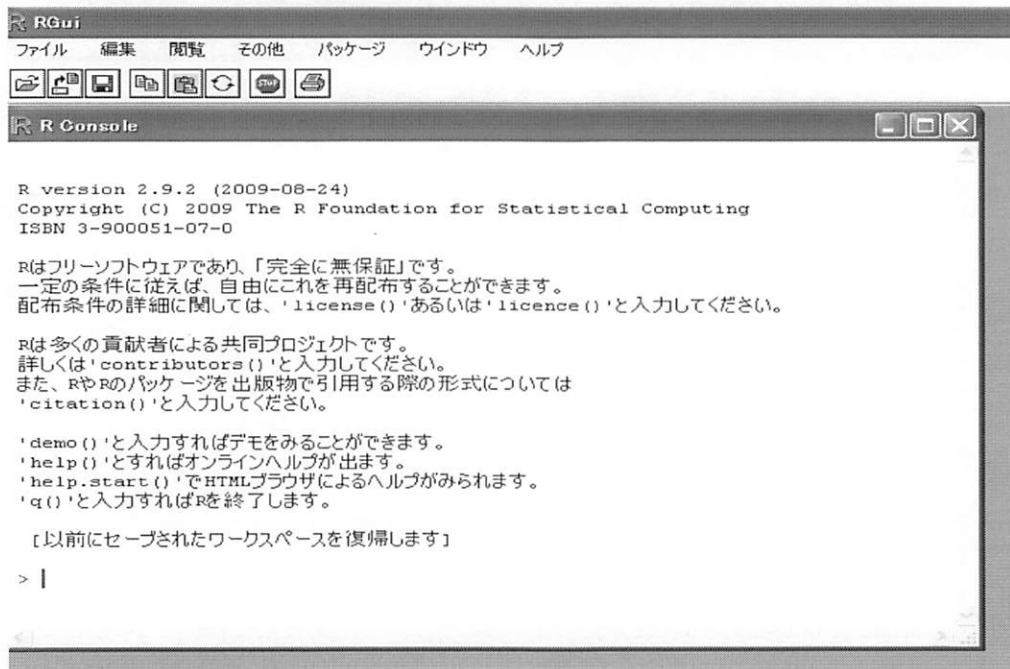 RGui
ファイル 編集 閲覧 その他 パッケージ ウインドウ ヘルプ
STOP
R Console
R version 2.9.2 (2009-08-24)
Copyright (C) 2009 The R Foundation for Statistical Computing
ISBN 3-900051-07-0
Rはフリーソフトウェアであり、「完全に無保証」です。
一定の条件に従えば、自由にこれを再配布することができます。
配布条件の詳細に関しては、'license()'あるいは'licence()'と入力してください。
Rは多くの貢献者による共同プロジェクトです。
詳しくは'contributors()'と入力してください。
また、RやRのパッケージを出版物で引用する際の形式については
'citation()'と入力してください。
'demo()'と入力すればデモをみることができます。
'help()'とすればオンラインヘルプが出ます。
'help.start()'でHTMLブラウザによるヘルプがみられます。
'q()'と入力すればRを終了します。
[以前にセーブされたワークスペースを復帰します]
>